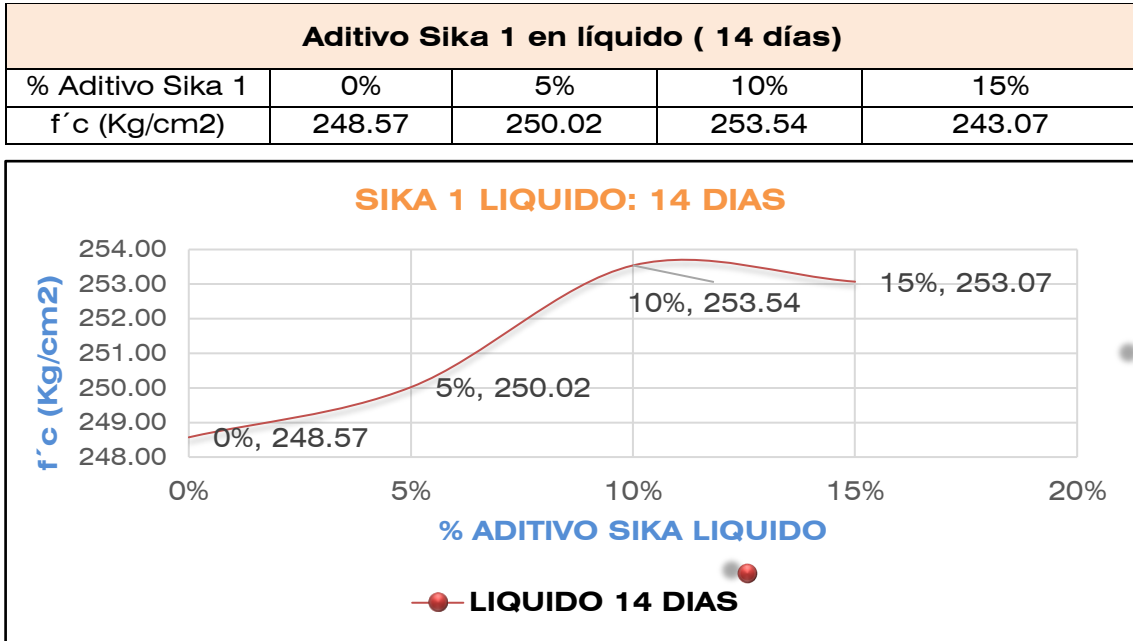 Aditivo Sika 1 en líquido ( 14 días)
% Aditivo Sika 1 0% 5% 10% 15%
f´c (Kg/cm2) 248.57 250.02 253.54 243.07
SIKA 1 LIQUIDO: 14 DIAS
254.00
253.00
252.00
251.00
250.00
249.00
248.00
f´c (Kg/cm2)
15%, 253.07
10%, 253.54
5%, 250.02
0%, 248.57
0% 5% 10% 15% 20%
% ADITIVO SIKA LIQUIDO
LIQUIDO 14 DIAS